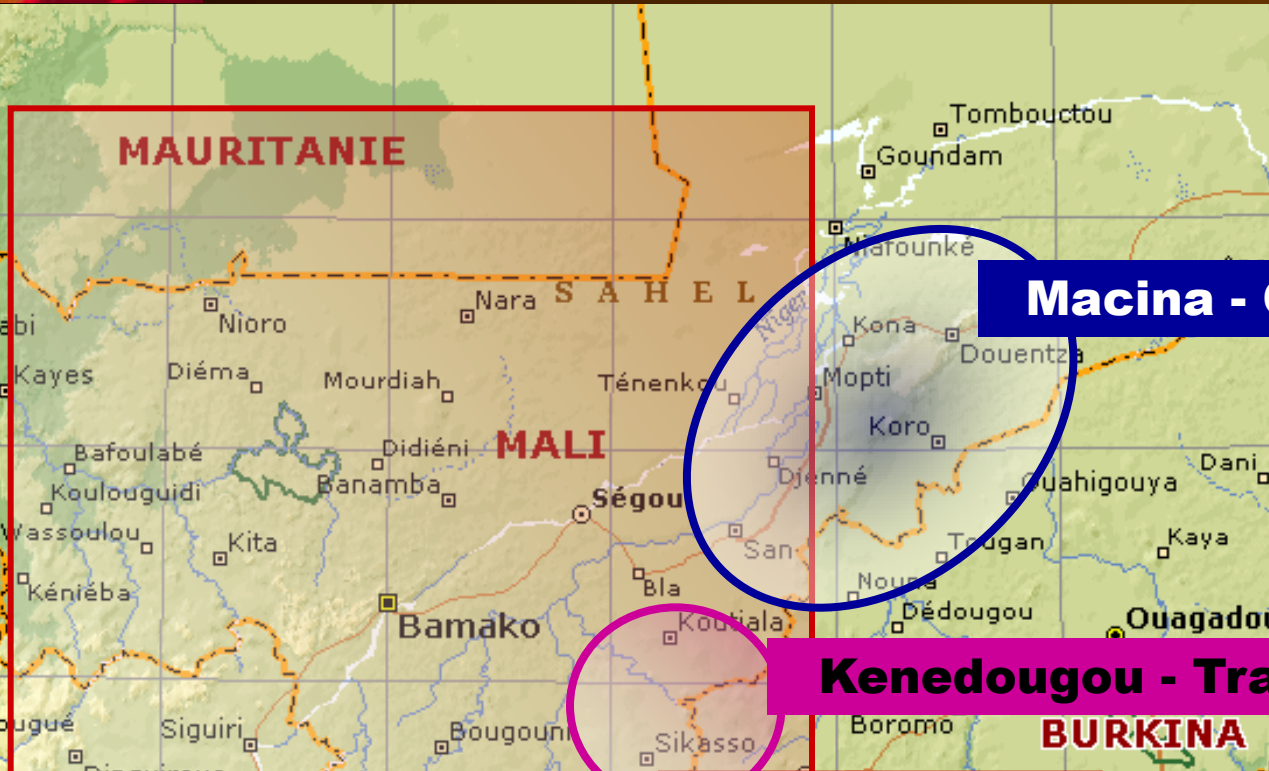 Tombouctou
MAURITANIE
Goundam
Niafounké
Nara
SAHEL
Macina -
Niger
Nioro
Kona
abi
Douentza
Kayes
Diéma
Mourdiah
Ténenkou
Mopti
Koro
MALI
Bafoulabé
Didiéni
Djenné
Dani
Koulouguidi
Banamba
Ségou
Ouahigouya
Wassoulou
Kita
San
Tougan
Kaya
Kéniéba
Bla
Nouna
Bamako
Koutiala
Dédougou
Ouagadou
Kenedougou - Tra
ougué
Siguiri
Bougouni
Sikasso
Boromo
BURKINA